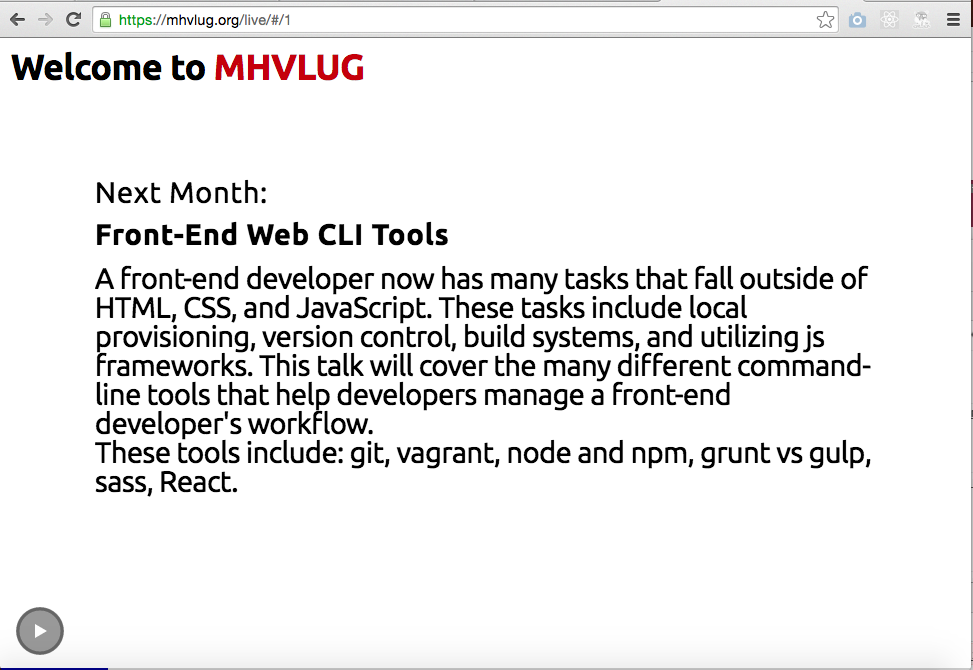 https://mhvlug.org/live/#/1
Welcome to MHVLUG
Next Month:
Front-End Web CLI Tools
A front-end developer now has many tasks that fall outside of
HTML, CSS, and JavaScript. These tasks include local
provisioning, version control, build systems, and utilizing js
frameworks. This talk will cover the many different command-
line tools that help developers manage a front-end
developer's workflow.
These tools include: git, vagrant, node and npm, grunt vs gulp,
sass, React.